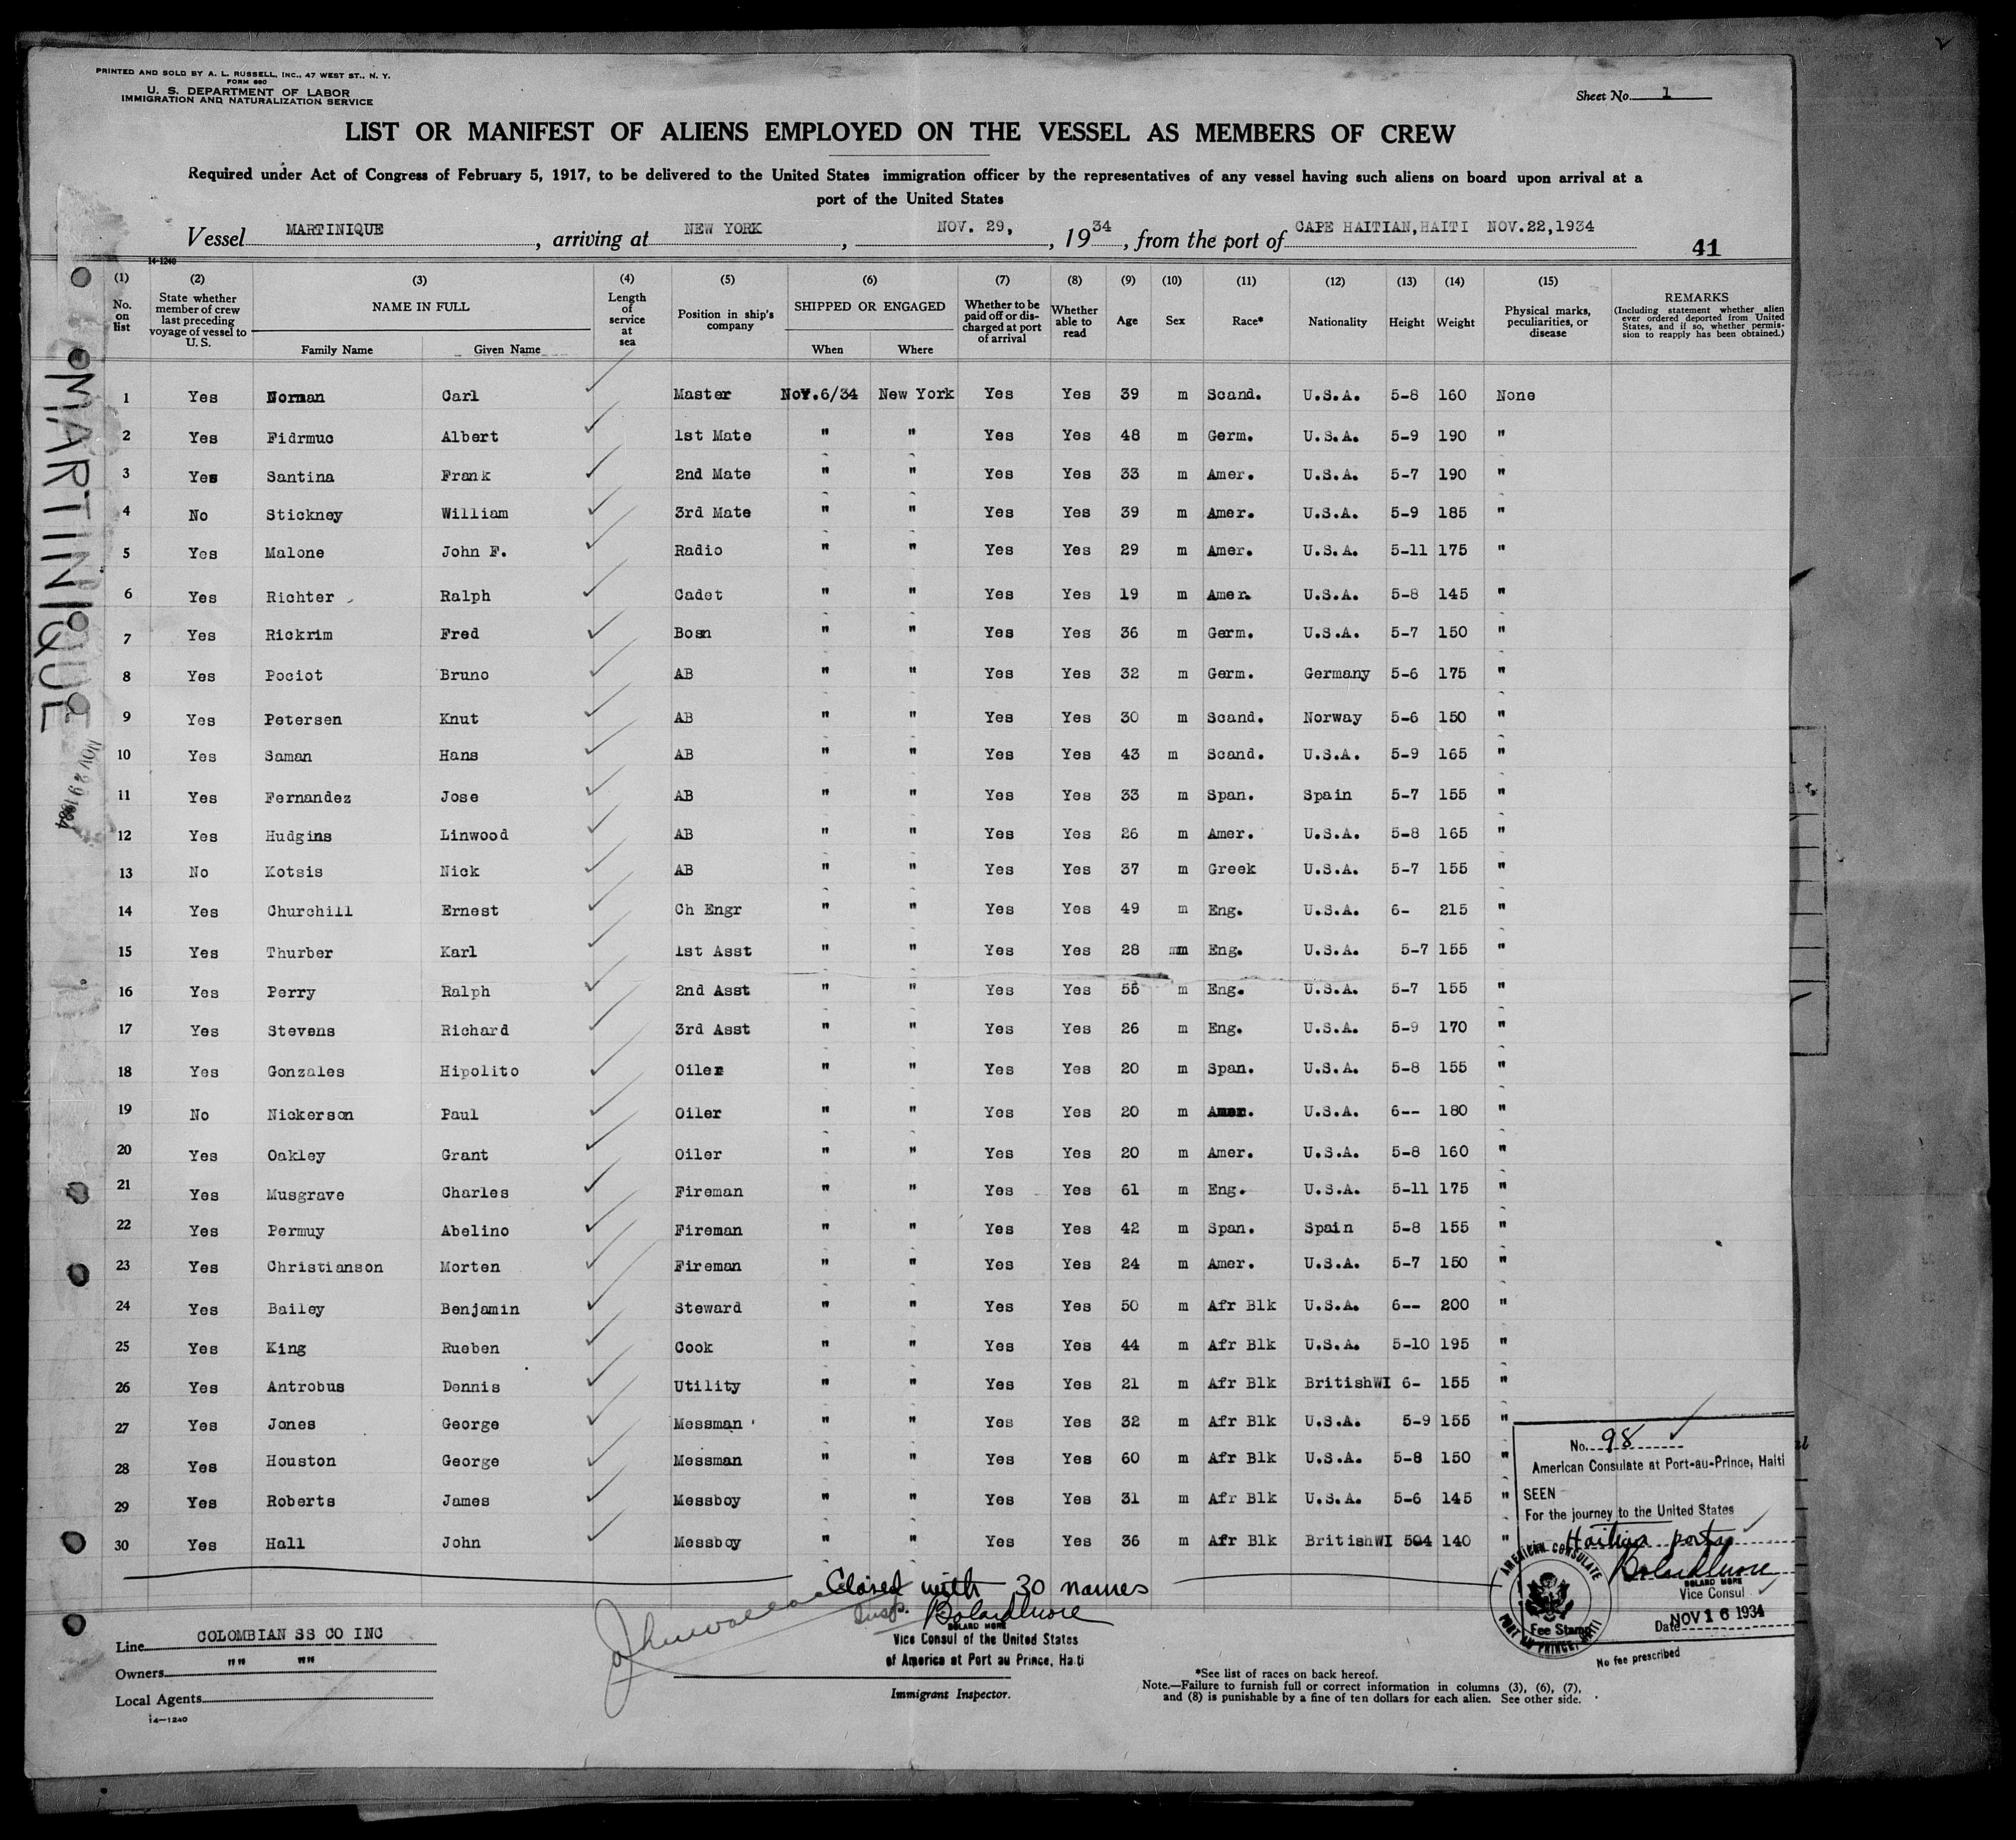 PRINTED AND SOLD BY A. L. RUSSELL, INC., 47 WEST ST., N. Y.
FORM 680
U. S. DEPARTMENT OF LABOR
IMMIGRATION AND NATURALIZATION SERVICE
Sheet No. 1
LIST OR MANIFEST OF ALIENS EMPLOYED ON THE VESSEL AS MEMBERS OF CREW
Required under Act of Congress of February 5, 1917, to be delivered to the United States immigration officer by the representatives of any vessel having such aliens on board upon arrival at a
port of the United States
Vessel MARTINIQUE, arriving at NEW YORK, NOV. 29, 1934, from the port of CAPE HAITIAN, HAITI NOV.22,1934
41
14-1240
(1) (2) (3) (4) (5) (6) (7) (8) (9) (10) (11) (12) (13) (14) (15)
No. on list
State whether member of crew last preceding voyage of vessel to U. S.
NAME IN FULL
Family Name Given Name
Length of service at sea
Position in ship's company
SHIPPED OR ENGAGED
When Where
Whether to be paid off or discharged at port of arrival
Whether able to read
Age
Sex
Race*
Nationality
Height
Weight
Physical marks, peculiarities, or disease
REMARKS
(Including statement whether alien ever ordered deported from United States, and if so, whether permission to reapply has been obtained.)
1 Yes Norman Carl Master Nov.6/34 New York Yes Yes 39 m Scand. U.S.A. 5-8 160 None
2 Yes Fidrmuc Albert 1st Mate " " Yes Yes 48 m Germ. U.S.A. 5-9 190 "
3 Yes Santina Frank 2nd Mate " " Yes Yes 33 m Amer. U.S.A. 5-7 190 "
4 No Stickney William 3rd Mate " " Yes Yes 39 m Amer. U.S.A. 5-9 185 "
5 Yes Malone John F. Radio " " Yes Yes 29 m Amer. U.S.A. 5-11 175 "
6 Yes Richter Ralph Cadet " " Yes Yes 19 m Amer. U.S.A. 5-8 145 "
7 Yes Rickrim Fred Bosn " " Yes Yes 36 m Germ. U.S.A. 5-7 150 "
8 Yes Pociot Bruno AB " " Yes Yes 32 m Germ. Germany 5-6 175 "
9 Yes Petersen Knut AB " " Yes Yes 30 m Scand. Norway 5-6 150 "
10 Yes Saman Hans AB " " Yes Yes 43 m Scand. U.S.A. 5-9 165 "
11 Yes Fernandez Jose AB " " Yes Yes 33 m Span. Spain 5-7 155 "
12 Yes Hudgins Linwood AB " " Yes Yes 26 m Amer. U.S.A. 5-8 165 "
13 No Kotsis Nick AB " " Yes Yes 37 m Greek U.S.A. 5-7 155 "
14 Yes Churchill Ernest Ch Engr " " Yes Yes 49 m Eng. U.S.A. 6- 215 "
15 Yes Thurber Karl 1st Asst " " Yes Yes 28 mm Eng. U.S.A. 5-7 155 "
16 Yes Perry Ralph 2nd Asst " " Yes Yes 55 m Eng. U.S.A. 5-7 155 "
17 Yes Stevens Richard 3rd Asst " " Yes Yes 26 m Eng. U.S.A. 5-9 170 "
18 Yes Gonzales Hipolito Oiler " " Yes Yes 20 m Span. U.S.A. 5-8 155 "
19 No Nickerson Paul Oiler " " Yes Yes 20 m Amer. U.S.A. 6-- 180 "
20 Yes Oakley Grant Oiler " " Yes Yes 20 m Amer. U.S.A. 5-8 160 "
21 Yes Musgrave Charles Fireman " " Yes Yes 61 m Eng. U.S.A. 5-11 175 "
22 Yes Permuy Abelino Fireman " " Yes Yes 42 m Span. Spain 5-8 155 "
23 Yes Christianson Morten Fireman " " Yes Yes 24 m Amer. U.S.A. 5-7 150 "
24 Yes Bailey Benjamin Steward " " Yes Yes 50 m Afr Blk U.S.A. 6-- 200 "
25 Yes King Rueben Cook " " Yes Yes 44 m Afr Blk U.S.A. 5-10 195 "
26 Yes Antrobus Dennis Utility " " Yes Yes 21 m Afr Blk BritishWI 6- 155 "
27 Yes Jones George Messman " " Yes Yes 32 m Afr Blk U.S.A. 5-9 155 "
28 Yes Houston George Messman " " Yes Yes 60 m Afr Blk U.S.A. 5-8 150 "
29 Yes Roberts James Messboy " " Yes Yes 31 m Afr Blk U.S.A. 5-6 145 "
30 Yes Hall John Messboy " " Yes Yes 36 m Afr Blk BritishWI 504 140 "
MARTINIQUE
NOV 29 1934
No. 98
American Consulate at Port-au-Prince, Haiti
SEEN
For the journey to the United States
Haitian ports
BOLARD MORE
Vice Consul
Date NOV 16 1934
AMERICAN CONSULATE
PORT AU PRINCE, HAITI
Fee Stamp
No fee prescribed
Closed with 30 names
Insp.
BOLARD MORE
Vice Consul of the United States
of America at Port au Prince, Haiti
Immigrant Inspector.
Line COLOMBIAN SS CO INC
Owners "" ""
Local Agents
14-1240
*See list of races on back hereof.
Note.—Failure to furnish full or correct information in columns (3), (6), (7),
and (8) is punishable by a fine of ten dollars for each alien. See other side.